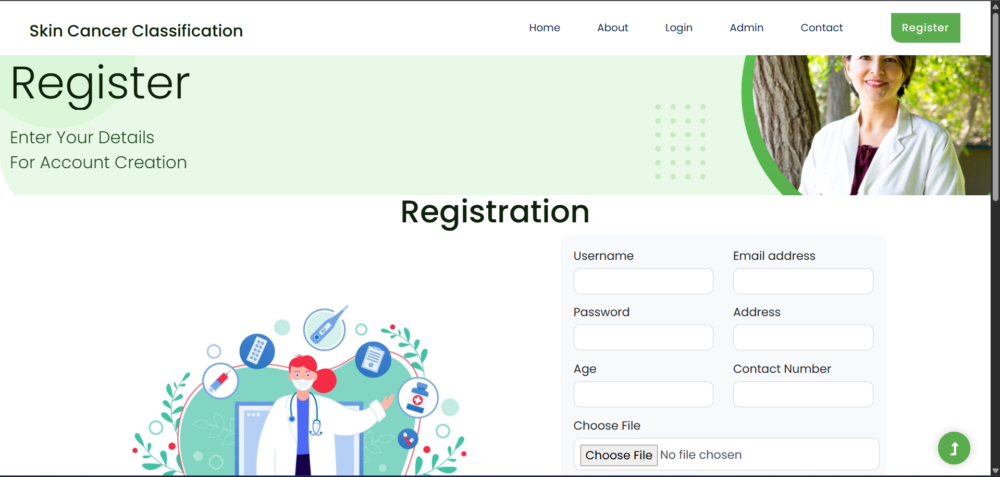 Skin Cancer Classification
Home About Login Admin Contact Register
Register
Enter Your Details
For Account Creation
Registration
Username Email address
Password Address
Age Contact Number
Choose File
Choose File No file chosen